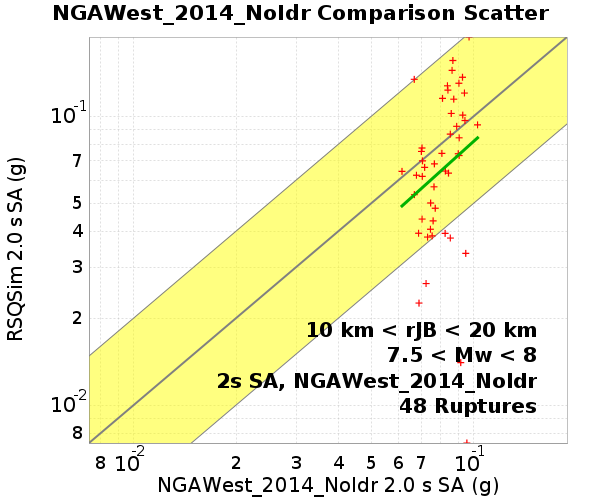 NGAWest_2014_NoIdr Comparison Scatter
RSQSim 2.0 s SA (g)
10⁻¹
7
5
4
3
2
10⁻²
8
10 km < rJB < 20 km
7.5 < Mw < 8
2s SA, NGAWest_2014_NoIdr
48 Ruptures
8 10⁻² 2 3 4 5 6 7 10⁻¹
NGAWest_2014_NoIdr 2.0 s SA (g)